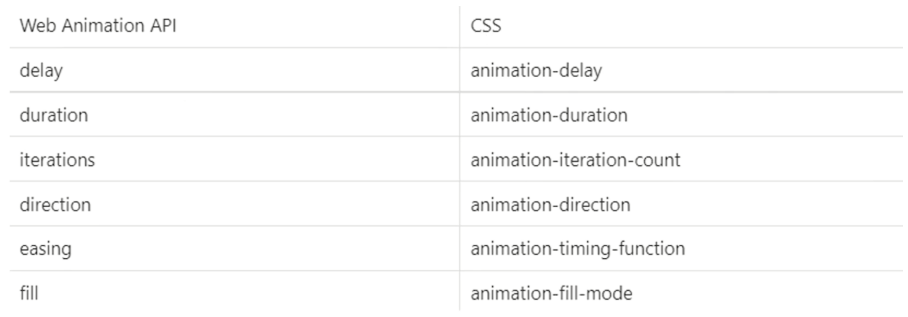 Web Animation API CSS
delay animation-delay
duration animation-duration
iterations animation-iteration-count
direction animation-direction
easing animation-timing-function
fill animation-fill-mode